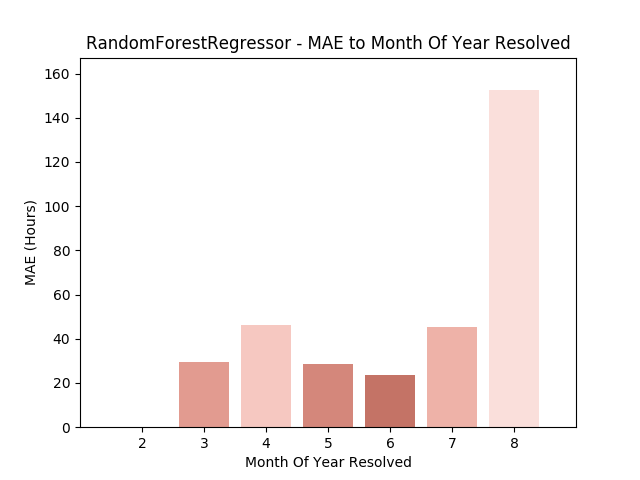 RandomForestRegressor - MAE to Month Of Year Resolved
160
140
120
100
80
60
40
20
0
MAE (Hours)
2 3 4 5 6 7 8
Month Of Year Resolved